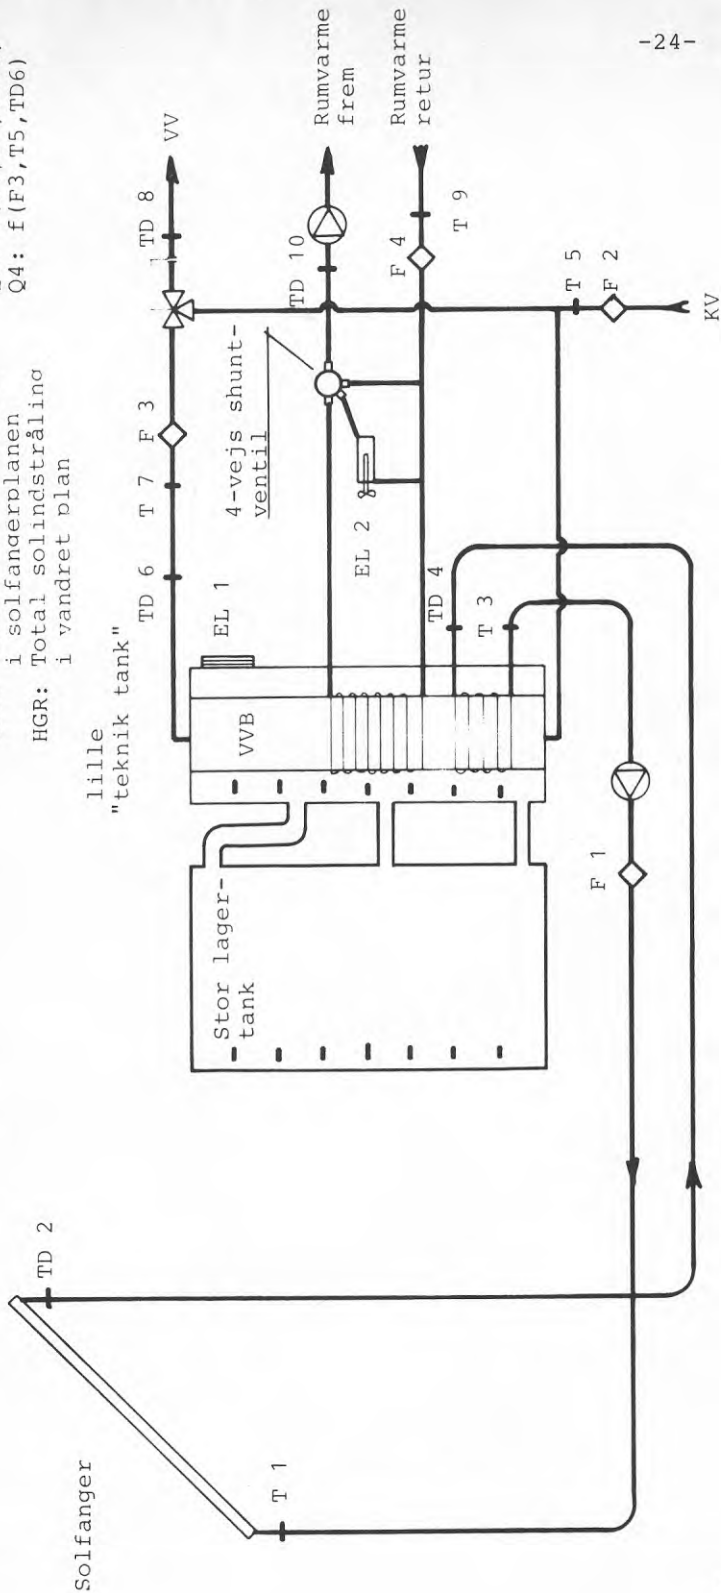 -24-
i solfangerplanen
HGR: Total solindstråling
i vandret plan
Q4: f(F3,T5,TD6)
lille
"teknik tank"
TD 6
T 7
F 3
TD 8
VV
EL 1
VVB
4-vejs shunt-
ventil
EL 2
TD 10
Rumvarme
frem
Rumvarme
retur
F 4
T 9
TD 4
T 3
T 5
F 2
KV
Stor lager-
tank
F 1
Solfanger
TD 2
T 1